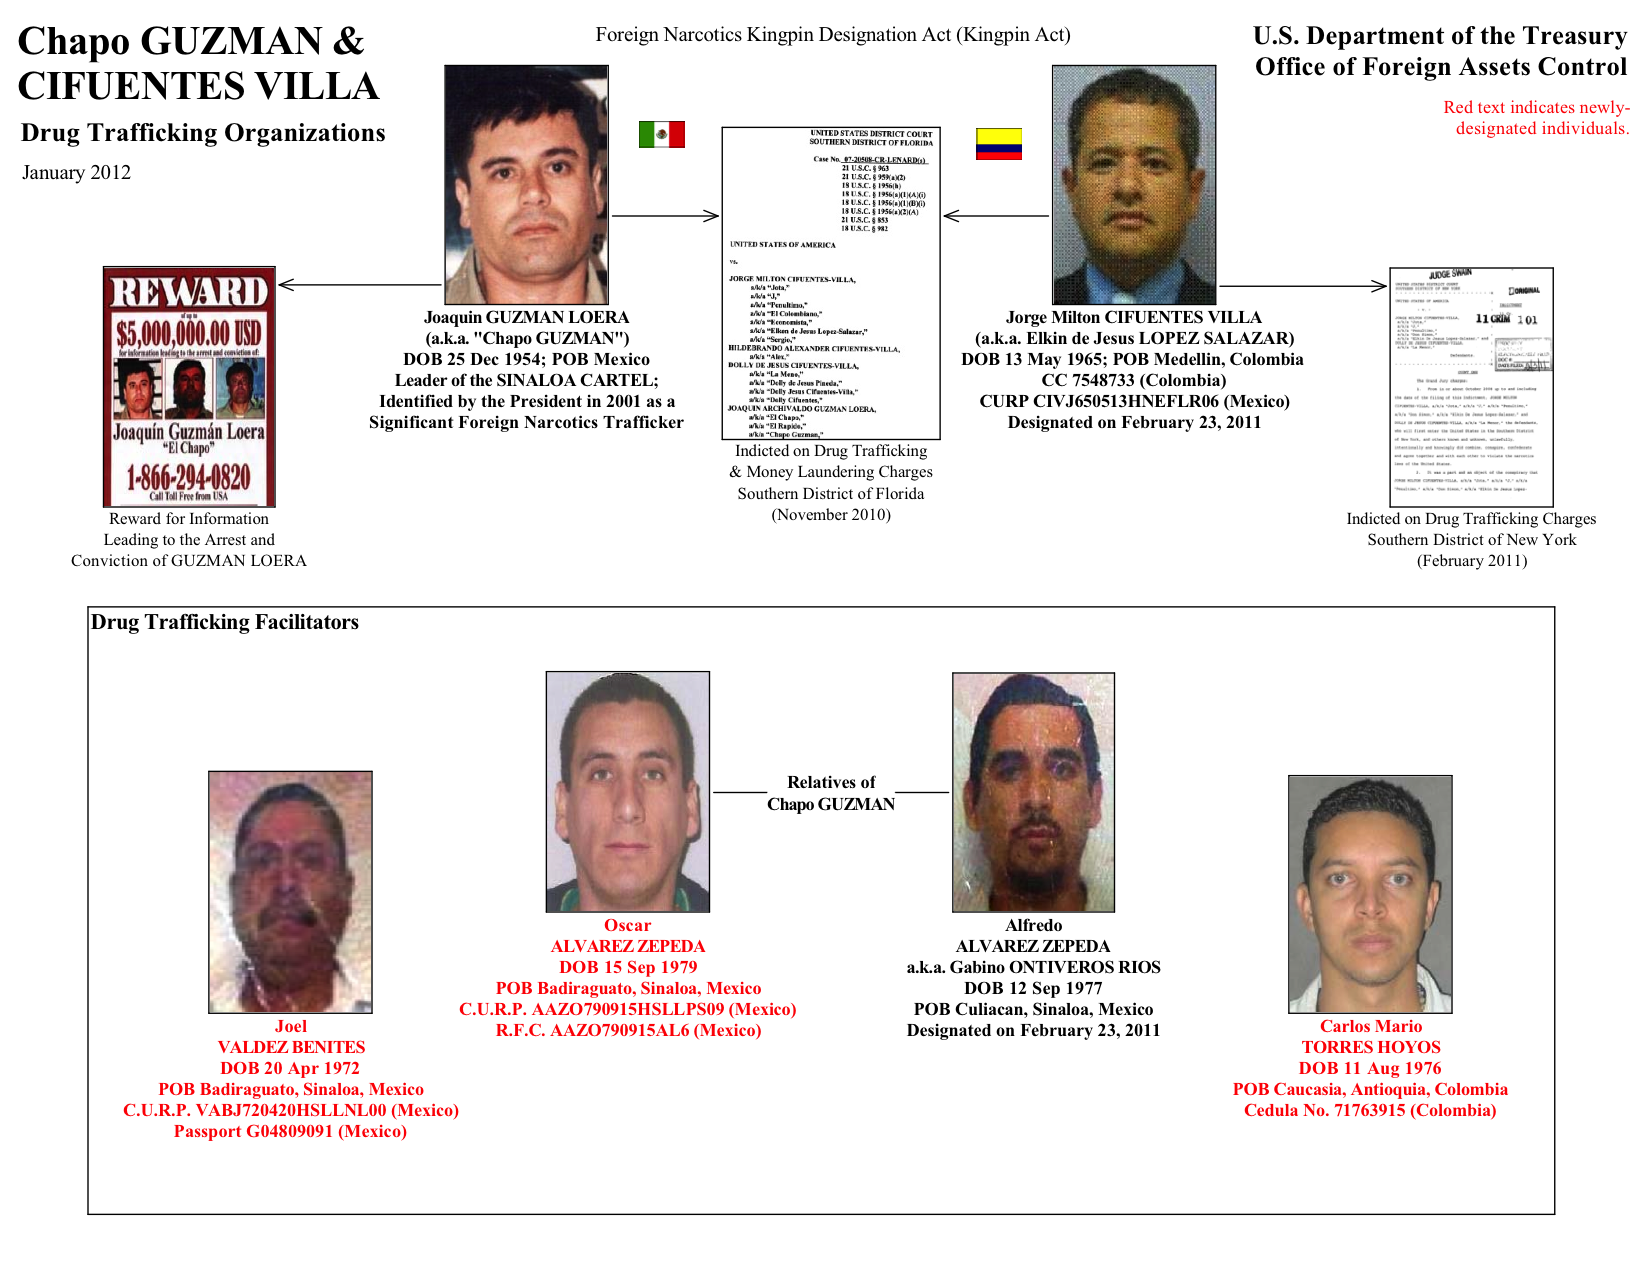 Chapo GUZMAN &
CIFUENTES VILLA
Drug Trafficking Organizations
January 2012
Foreign Narcotics Kingpin Designation Act (Kingpin Act)
U.S. Department of the Treasury
Office of Foreign Assets Control
Red text indicates newly-
designated individuals.
REWARD
of up to
$5,000,000.00 USD
for information leading to the arrest and conviction of:
Joaquín Guzmán Loera
"El Chapo"
1-866-294-0820
Call Toll Free from USA
Reward for Information
Leading to the Arrest and
Conviction of GUZMAN LOERA
Joaquin GUZMAN LOERA
(a.k.a. "Chapo GUZMAN")
DOB 25 Dec 1954; POB Mexico
Leader of the SINALOA CARTEL;
Identified by the President in 2001 as a
Significant Foreign Narcotics Trafficker
UNITED STATES DISTRICT COURT
SOUTHERN DISTRICT OF FLORIDA
Case No. 07-20508-CR-LENARD(s)
21 U.S.C. § 963
21 U.S.C. § 959(a)(2)
18 U.S.C. § 1956(h)
18 U.S.C. § 1956(a)(1)(A)(i)
18 U.S.C. § 1956(a)(1)(B)(i)
18 U.S.C. § 1956(a)(2)(A)
21 U.S.C. § 853
18 U.S.C. § 982
UNITED STATES OF AMERICA
vs.
JORGE MILTON CIFUENTES-VILLA,
a/k/a "Jota,"
a/k/a "J,"
a/k/a "Penultimo,"
a/k/a "El Colombiano,"
a/k/a "Economista,"
a/k/a "Elken de Jesus Lopez-Salazar,"
a/k/a "Sergio,"
HILDEBRANDO ALEXANDER CIFUENTES-VILLA,
a/k/a "Alex,"
DOLLY DE JESUS CIFUENTES-VILLA,
a/k/a "La Meno,"
a/k/a "Dolly de Jesus Pineda,"
a/k/a "Dolly Jesus Cifuentes-Villa,"
a/k/a "Dolly Cifuentes,"
JOAQUIN ARCHIVALDO GUZMAN LOERA,
a/k/a "El Chapo,"
a/k/a "El Rapido,"
a/k/a "Chapo Guzman,"
Indicted on Drug Trafficking
& Money Laundering Charges
Southern District of Florida
(November 2010)
Jorge Milton CIFUENTES VILLA
(a.k.a. Elkin de Jesus LOPEZ SALAZAR)
DOB 13 May 1965; POB Medellin, Colombia
CC 7548733 (Colombia)
CURP CIVJ650513HNEFLR06 (Mexico)
Designated on February 23, 2011
JUDGE SWAIN
ORIGINAL
11 CRIM 101
Indicted on Drug Trafficking Charges
Southern District of New York
(February 2011)
Drug Trafficking Facilitators
Relatives of
Chapo GUZMAN
Joel
VALDEZ BENITES
DOB 20 Apr 1972
POB Badiraguato, Sinaloa, Mexico
C.U.R.P. VABJ720420HSLLNL00 (Mexico)
Passport G04809091 (Mexico)
Oscar
ALVAREZ ZEPEDA
DOB 15 Sep 1979
POB Badiraguato, Sinaloa, Mexico
C.U.R.P. AAZO790915HSLLPS09 (Mexico)
R.F.C. AAZO790915AL6 (Mexico)
Alfredo
ALVAREZ ZEPEDA
a.k.a. Gabino ONTIVEROS RIOS
DOB 12 Sep 1977
POB Culiacan, Sinaloa, Mexico
Designated on February 23, 2011
Carlos Mario
TORRES HOYOS
DOB 11 Aug 1976
POB Caucasia, Antioquia, Colombia
Cedula No. 71763915 (Colombia)